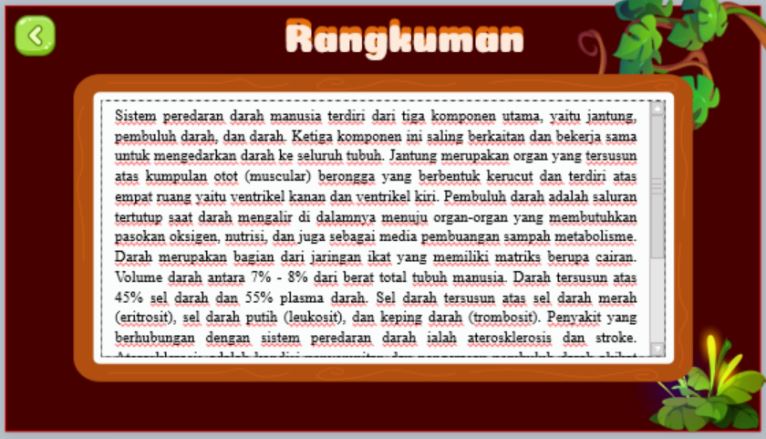 Rangkuman
Sistem peredaran darah manusia terdiri dari tiga komponen utama, yaitu jantung,
pembuluh darah, dan darah. Ketiga komponen ini saling berkaitan dan bekerja sama
untuk mengedarkan darah ke seluruh tubuh. Jantung merupakan organ yang tersusun
atas kumpulan otot (muscular) berongga yang berbentuk kerucut dan terdiri atas
empat ruang yaitu ventrikel kanan dan ventrikel kiri. Pembuluh darah adalah saluran
tertutup saat darah mengalir di dalamnya menuju organ-organ yang membutuhkan
pasokan oksigen, nutrisi, dan juga sebagai media pembuangan sampah metabolisme.
Darah merupakan bagian dari jaringan ikat yang memiliki matriks berupa cairan.
Volume darah antara 7% - 8% dari berat total tubuh manusia. Darah tersusun atas
45% sel darah dan 55% plasma darah. Sel darah tersusun atas sel darah merah
(eritrosit), sel darah putih (leukosit), dan keping darah (trombosit). Penyakit yang
berhubungan dengan sistem peredaran darah ialah aterosklerosis dan stroke.